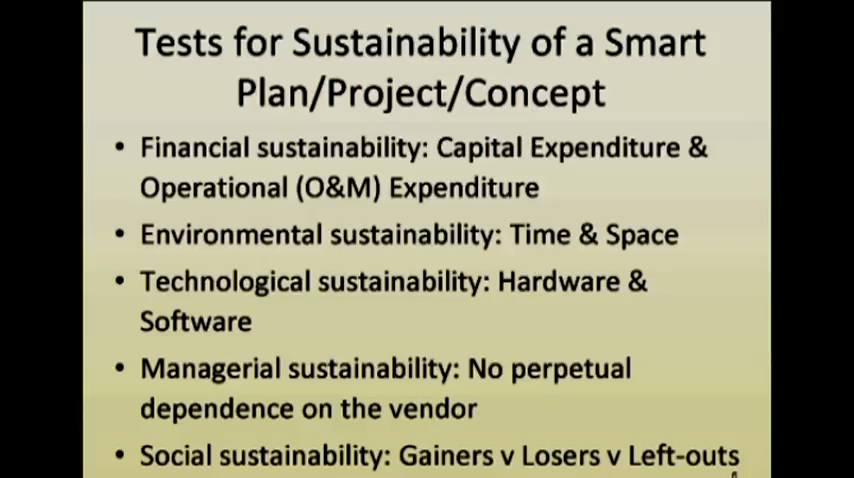 Tests for Sustainability of a Smart
Plan/Project/Concept
• Financial sustainability: Capital Expenditure &
Operational (O&M) Expenditure
• Environmental sustainability: Time & Space
• Technological sustainability: Hardware &
Software
• Managerial sustainability: No perpetual
dependence on the vendor
• Social sustainability: Gainers v Losers v Left-outs